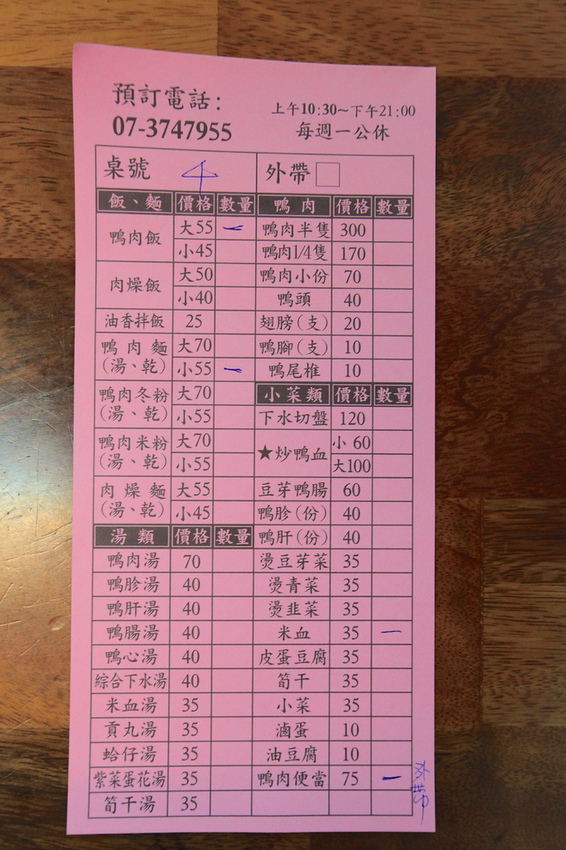 預訂電話：
07-3747955
上午10:30～下午21:00
每週一公休
桌號 4 外帶□
飯、麵 價格 數量 鴨肉 價格 數量
鴨肉飯 大55 一 鴨肉半隻 300
小45 鴨肉1/4隻 170
肉燥飯 大50 鴨肉小份 70
小40 鴨頭 40
油香拌飯 25 翅膀(支) 20
鴨肉麵 大70 鴨腳(支) 10
(湯、乾) 小55 一 鴨尾椎 10
鴨肉冬粉 大70 小菜類 價格 數量
(湯、乾) 小55 下水切盤 120
鴨肉米粉 大70 ★炒鴨血 小60
(湯、乾) 小55 大100
肉燥麵 大55 豆芽鴨腸 60
(湯、乾) 小45 鴨胗(份) 40
湯類 價格 數量 鴨肝(份) 40
鴨肉湯 70 燙豆芽菜 35
鴨胗湯 40 燙青菜 35
鴨肝湯 40 燙韭菜 35
鴨腸湯 40 米血 35 一
鴨心湯 40 皮蛋豆腐 35
綜合下水湯 40 筍干 35
米血湯 35 小菜 35
貢丸湯 35 滷蛋 10
蛤仔湯 35 油豆腐 10
紫菜蛋花湯 35 鴨肉便當 75 一 外帶
筍干湯 35